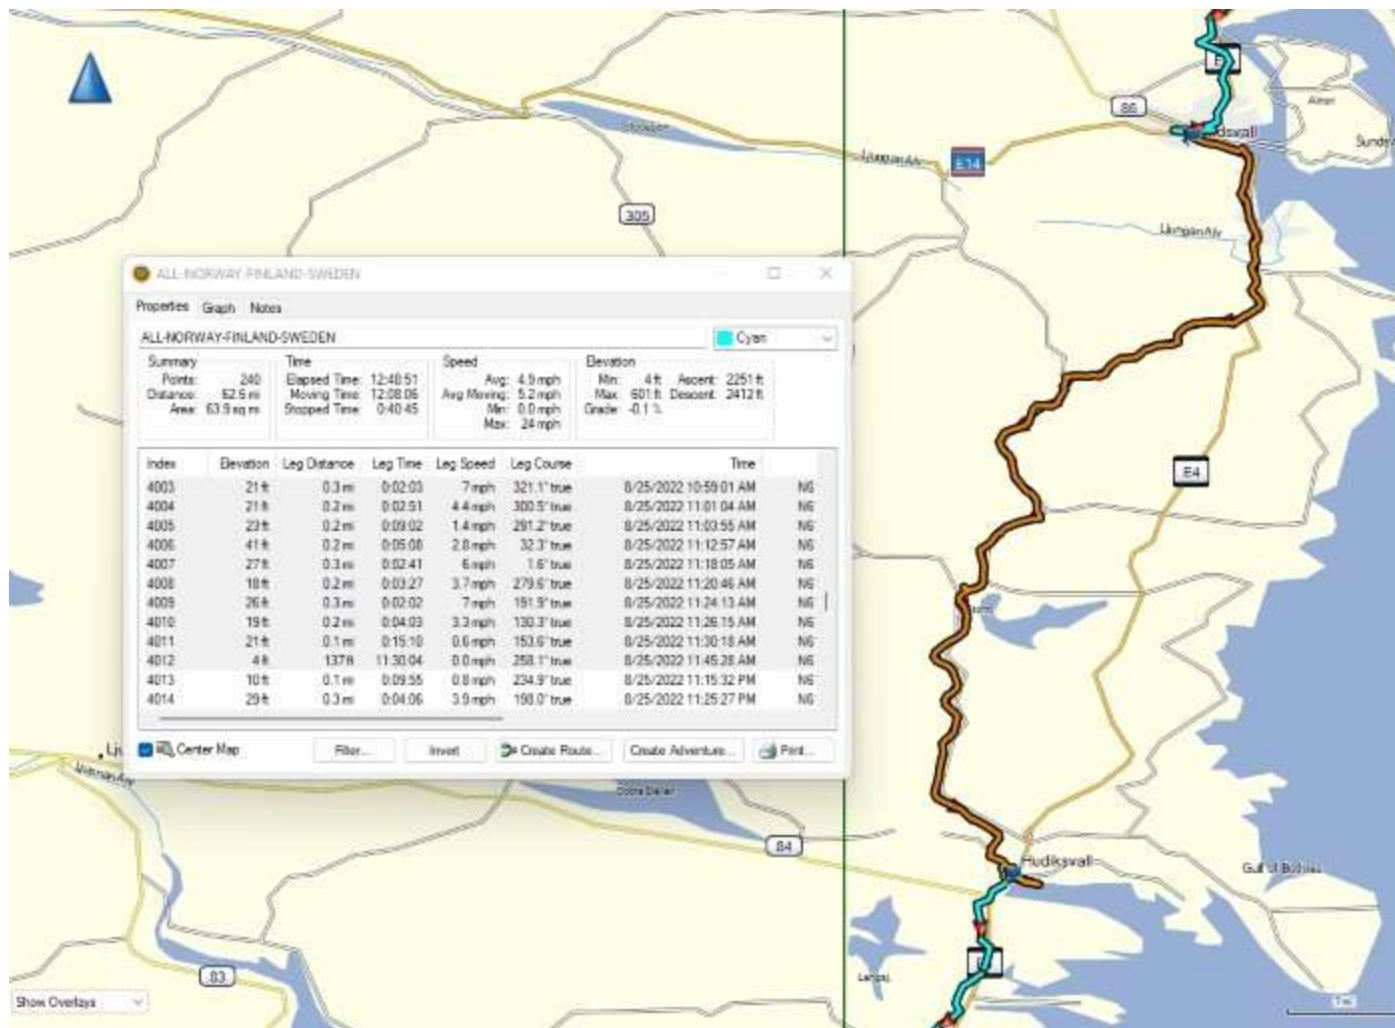 86
E14
Ljungan Alv
305
Ljungan Alv
ALL-NORWAY-FINLAND-SWEDEN
Properties Graph Notes
ALL-NORWAY-FINLAND-SWEDEN Cyan
Summary Time Speed Elevation
Points: 240 Elapsed Time: 12:48:51 Avg: 4.9 mph Min: 4 ft Ascent: 2251 ft
Distance: 62.6 mi Moving Time: 12:08:06 Avg Moving: 5.2 mph Max: 601 ft Descent: 2412 ft
Area: 63.9 sq mi Stopped Time: 0:40:45 Min: 0.0 mph Grade: -0.1 %
Max: 24 mph
Index Elevation Leg Distance Leg Time Leg Speed Leg Course Time
4003 21 ft 0.3 mi 0:02:03 7 mph 321.1° true 8/25/2022 10:59:01 AM N6
4004 21 ft 0.2 mi 0:02:51 4.4 mph 300.5° true 8/25/2022 11:01:04 AM N6
4005 23 ft 0.2 mi 0:09:02 1.4 mph 291.2° true 8/25/2022 11:03:55 AM N6
4006 41 ft 0.2 mi 0:05:08 2.8 mph 32.3° true 8/25/2022 11:12:57 AM N6
4007 27 ft 0.3 mi 0:02:41 6 mph 1.6° true 8/25/2022 11:18:05 AM N6
4008 18 ft 0.2 mi 0:03:27 3.7 mph 279.6° true 8/25/2022 11:20:46 AM N6
4009 26 ft 0.3 mi 0:02:02 7 mph 191.9° true 8/25/2022 11:24:13 AM N6
4010 19 ft 0.2 mi 0:04:03 3.3 mph 130.3° true 8/25/2022 11:26:15 AM N6
4011 21 ft 0.1 mi 0:15:10 0.6 mph 153.6° true 8/25/2022 11:30:18 AM N6
4012 4 ft 137 ft 11:30:04 0.0 mph 258.1° true 8/25/2022 11:45:28 AM N6
4013 10 ft 0.1 mi 0:09:55 0.8 mph 234.9° true 8/25/2022 11:15:32 PM N6
4014 29 ft 0.3 mi 0:04:06 3.9 mph 198.0° true 8/25/2022 11:25:27 PM N6
Center Map Filter... Invert Create Route... Create Adventure... Print...
E4
84
Hudiksvall
Gulf of Bothnia
83
Show Overlays